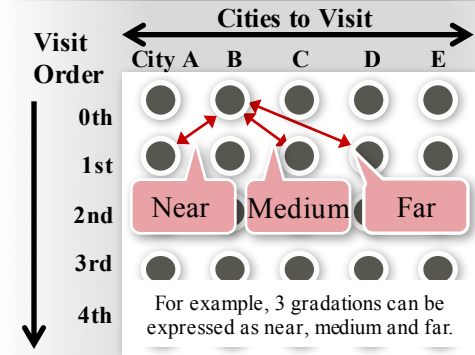 Cities to Visit
Visit
Order
City A B C D E
0th
1st
Near Medium Far
2nd
3rd
4th
For example, 3 gradations can be
expressed as near, medium and far.